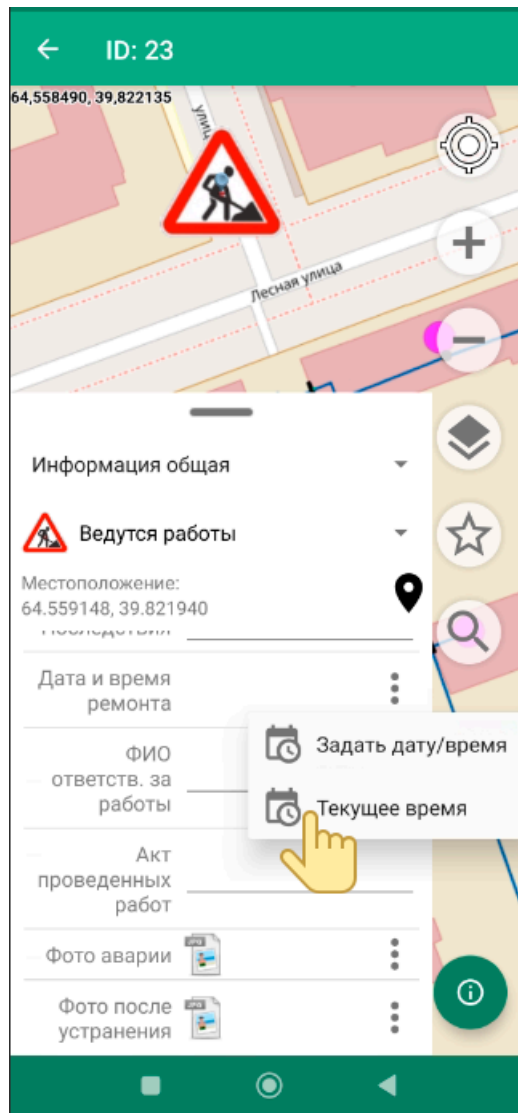 ID: 23
64,558490, 39,822135
улиц
Лесная улица
Информация общая
Ведутся работы
Местоположение:
64.559148, 39.821940
Последствия
Дата и время
ремонта
Задать дату/время
ФИО
ответств. за
работы
Текущее время
Акт
проведенных
работ
Фото аварии
Фото после
устранения